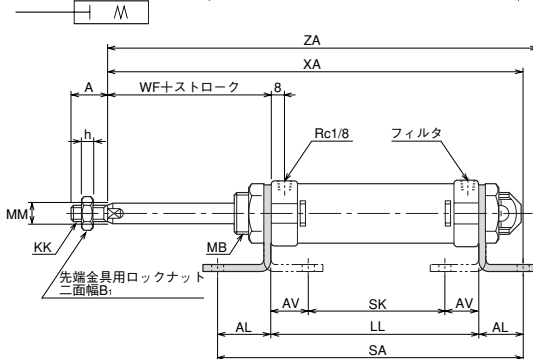 ZA
XA
A
WF＋ストローク
8
h
Rc1/8
フィルタ
MM
KK
MB
先端金具用ロックナット
二面幅B₁
AV
SK
AV
AL
LL
AL
SA